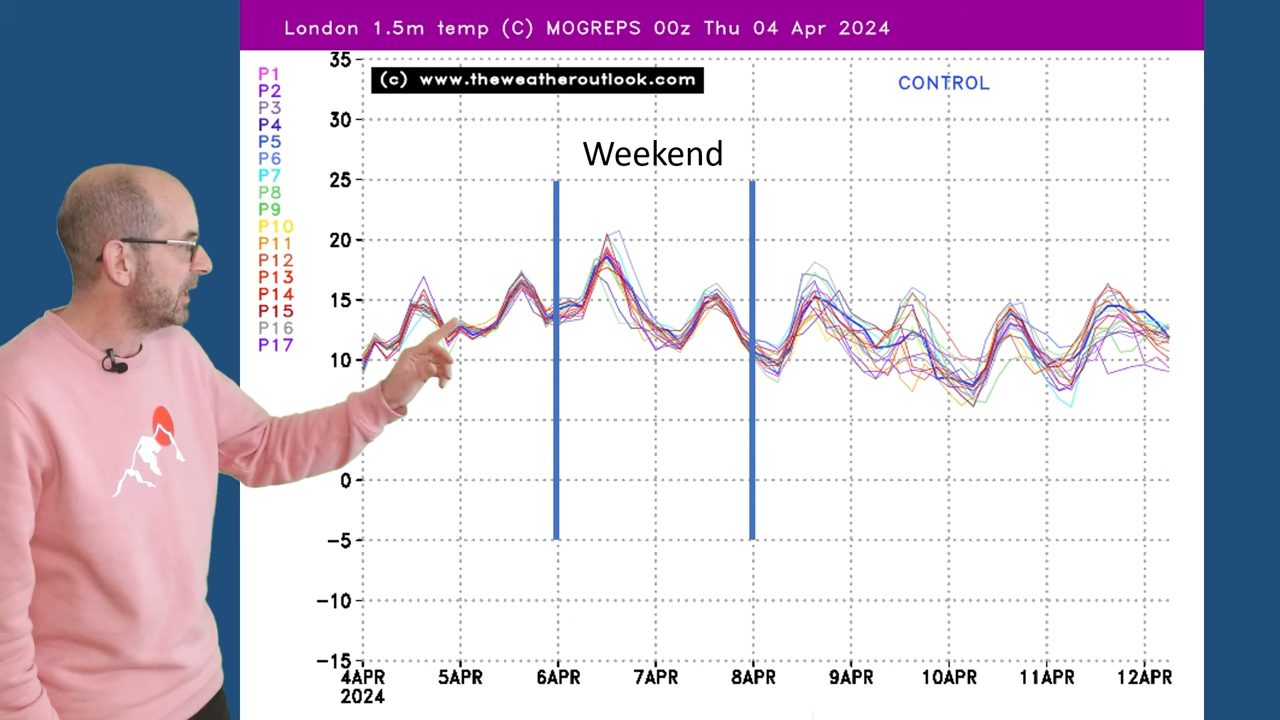 London 1.5m temp (C) MOGREPS 00z Thu 04 Apr 2024
(c) www.theweatheroutlook.com
CONTROL
Weekend
P1
P2
P3
P4
P5
P6
P7
P8
P9
P10
P11
P12
P13
P14
P15
P16
P17
35
30
25
20
15
10
0
-5
-10
-15
4APR 5APR 6APR 7APR 8APR 9APR 10APR 11APR 12APR
2024